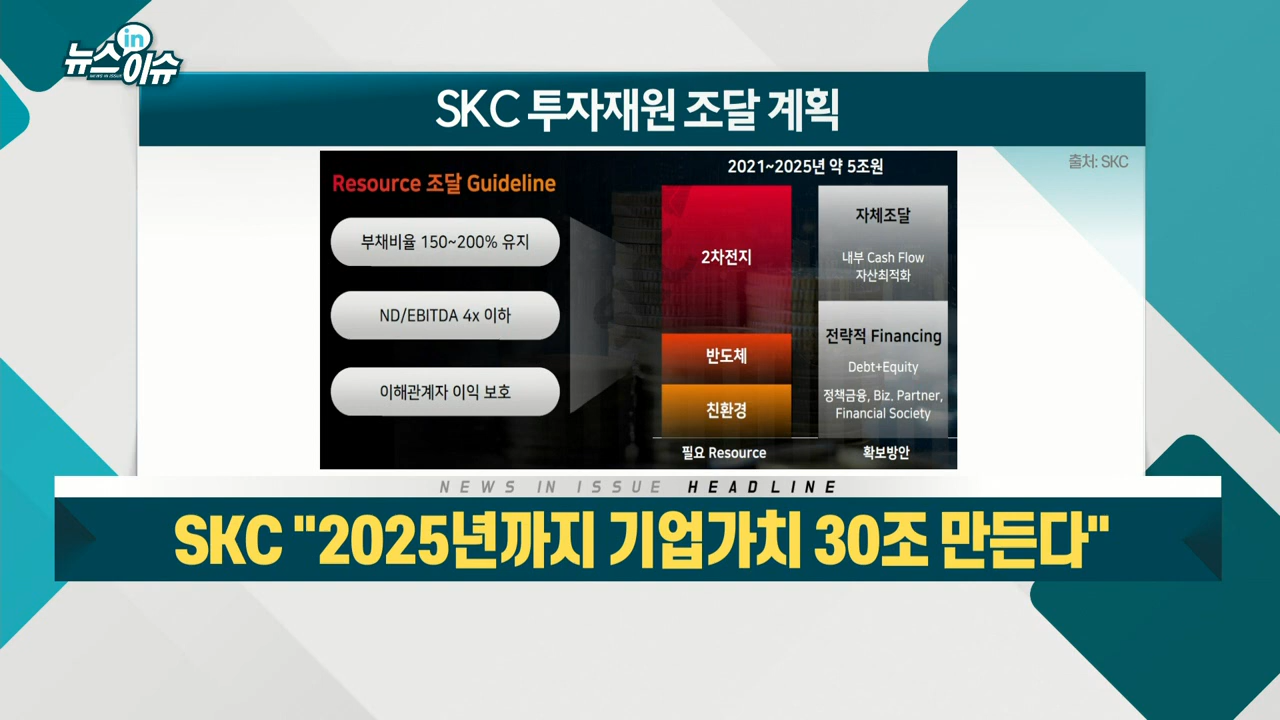 뉴스in이슈
NEWS IN ISSUE
SKC 투자재원 조달 계획
출처: SKC
Resource 조달 Guideline
부채비율 150~200% 유지
ND/EBITDA 4x 이하
이해관계자 이익 보호
2021~2025년 약 5조원
2차전지
반도체
친환경
필요 Resource
자체조달
내부 Cash Flow
자산최적화
전략적 Financing
Debt+Equity
정책금융, Biz. Partner,
Financial Society
확보방안
NEWS IN ISSUE HEADLINE
SKC "2025년까지 기업가치 30조 만든다"